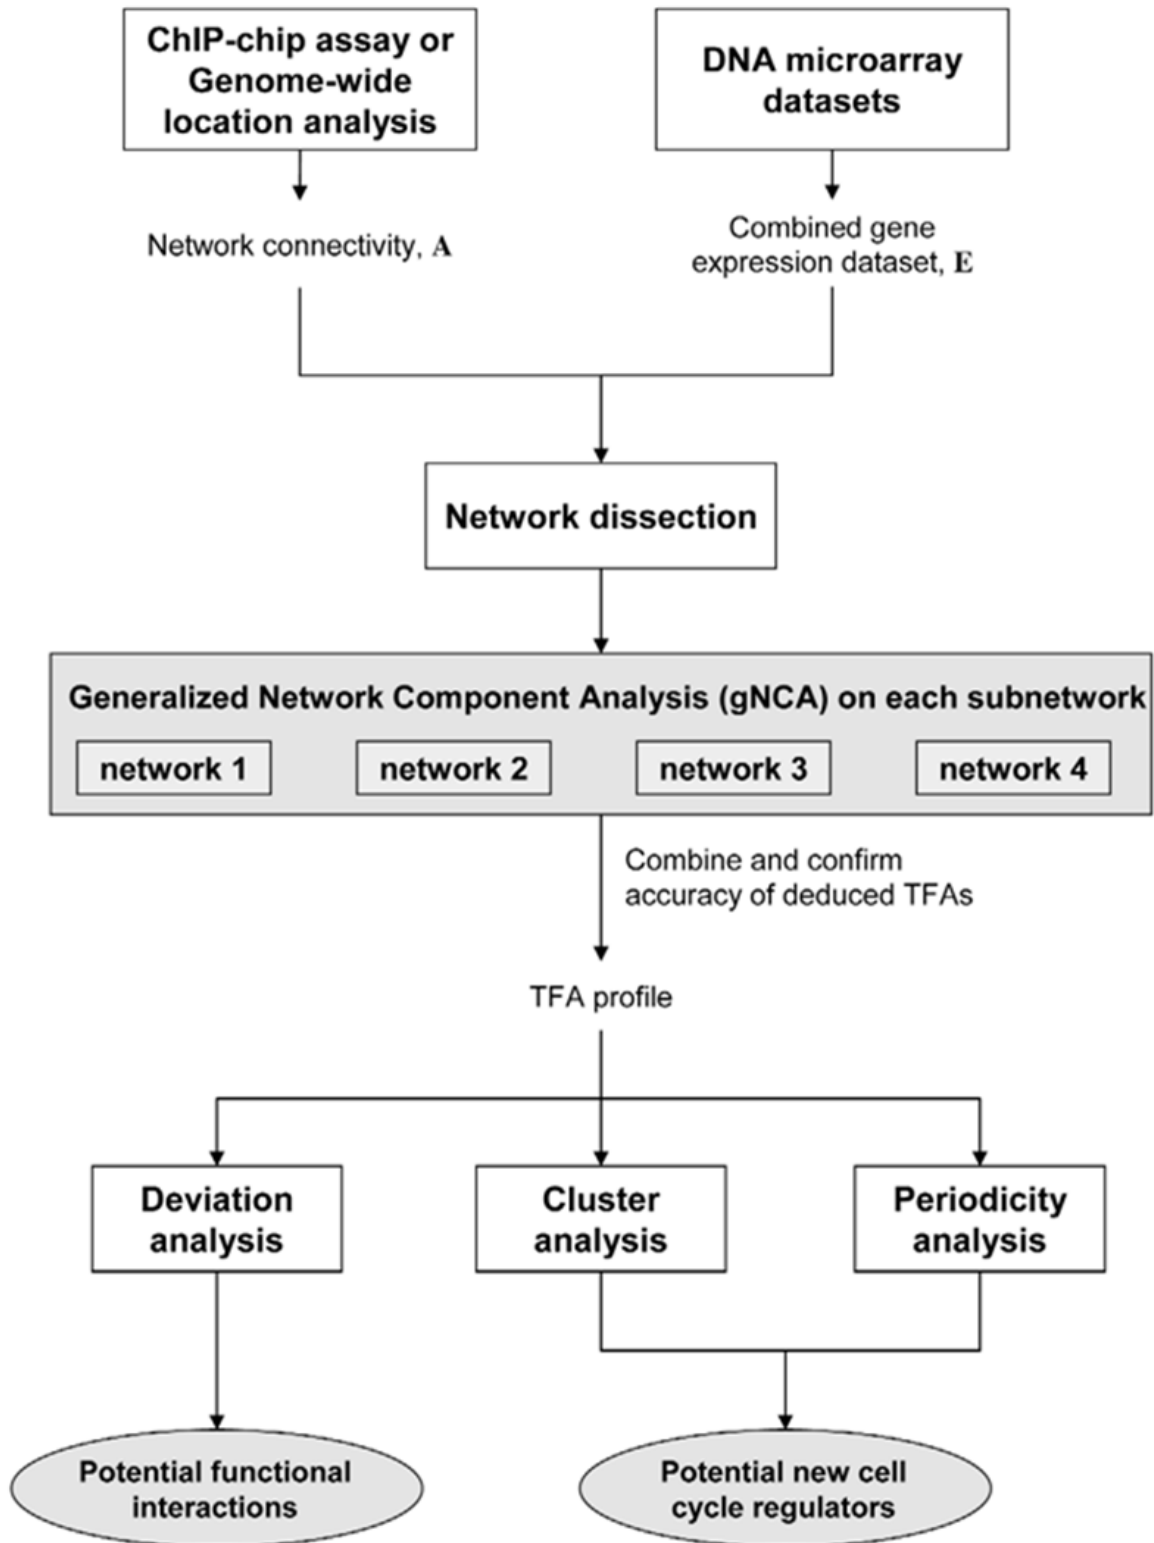 ChIP-chip assay or
Genome-wide
location analysis
DNA microarray
datasets
Network connectivity, A
Combined gene
expression dataset, E
Network dissection
Generalized Network Component Analysis (gNCA) on each subnetwork
network 1
network 2
network 3
network 4
Combine and confirm
accuracy of deduced TFAs
TFA profile
Deviation
analysis
Cluster
analysis
Periodicity
analysis
Potential functional
interactions
Potential new cell
cycle regulators